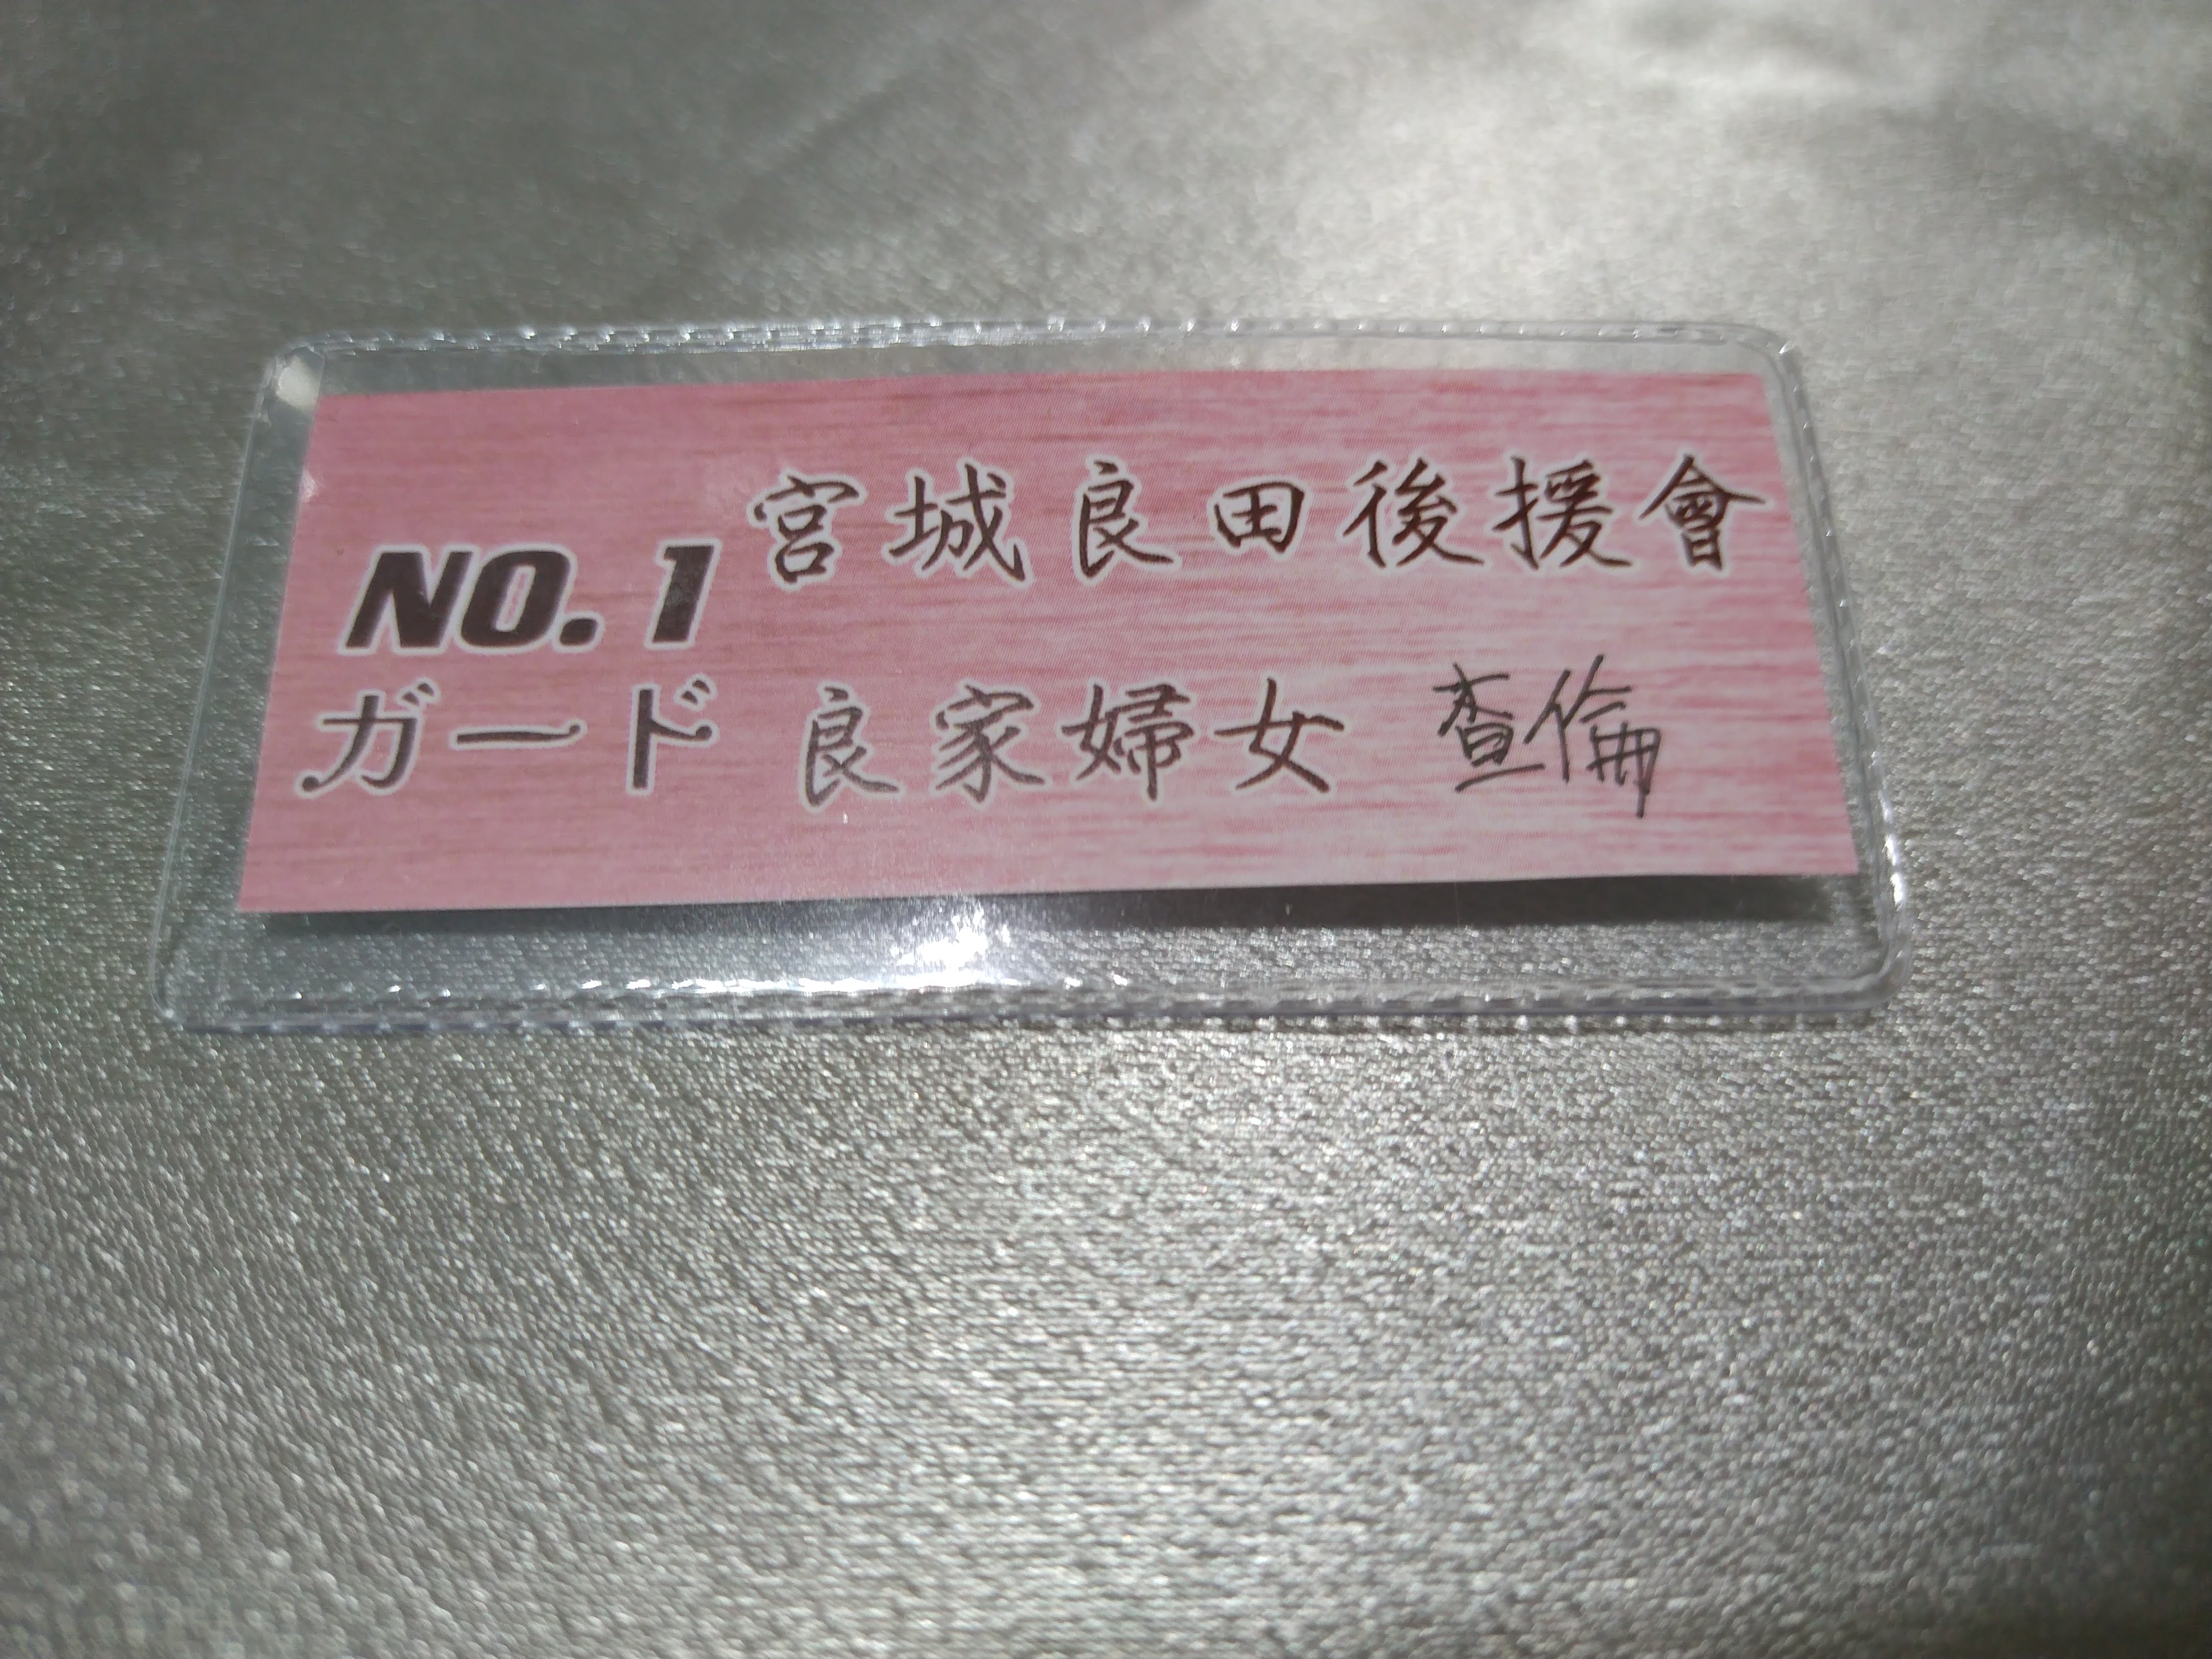 NO.1
ガード
宮城良田後援會
良家婦女 查倫